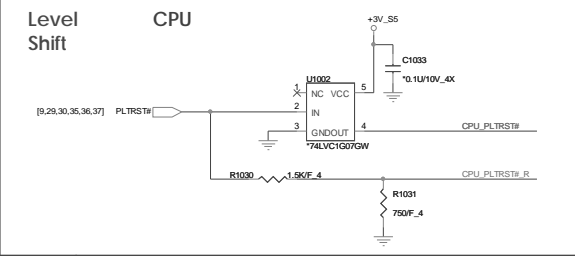 Level CPU
Shift
+3V_S5
C1033
*0.1U/10V_4X
U1002
1 NC VCC 5
[9,29,30,35,36,37] PLTRST# 2 IN
3 GNDOUT 4 CPU_PLTRST#
*74LVC1G07GW
R1030 1.5K/F_4 CPU_PLTRST#_R
R1031
750/F_4